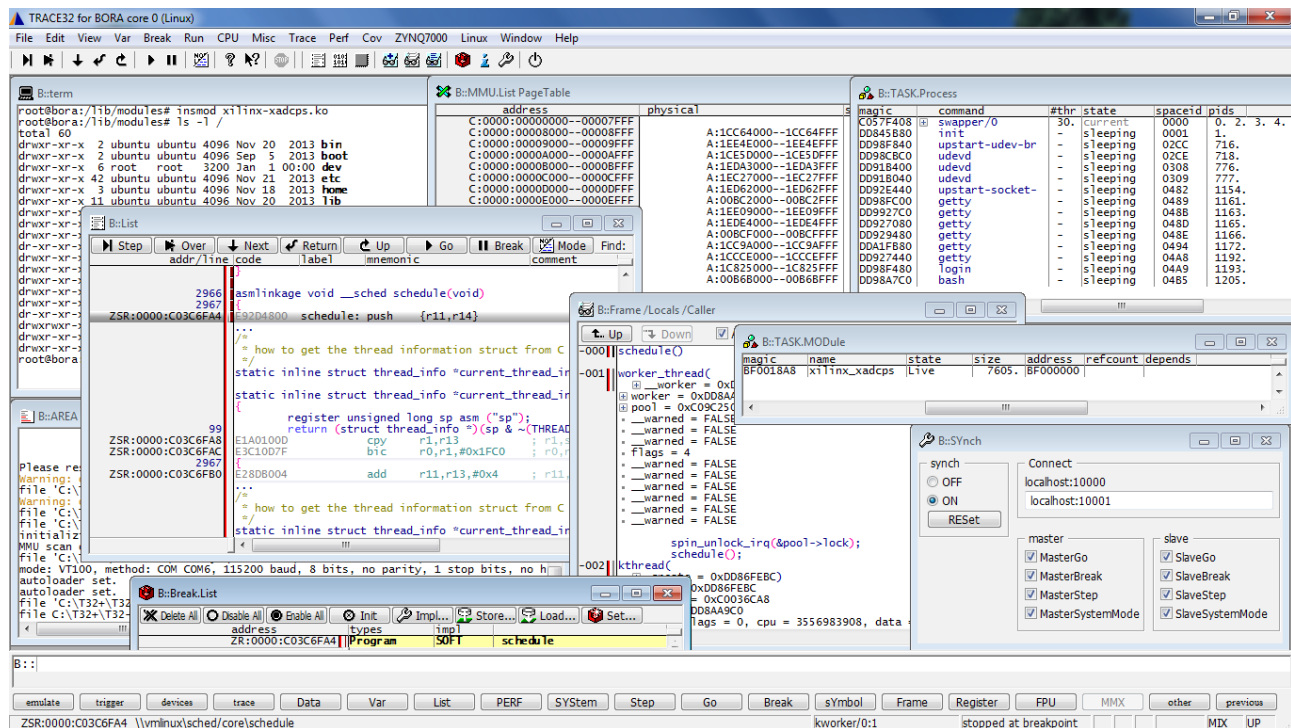 TRACE32 for BORA core 0 (Linux)
File Edit View Var Break Run CPU Misc Trace Perf Cov ZYNQ7000 Linux Window Help
B::term
root@bora:/lib/modules# insmod xilinx-xadcps.ko
root@bora:/lib/modules# ls -l /
total 60
drwxr-xr-x 2 ubuntu ubuntu 4096 Nov 20 2013 bin
drwxr-xr-x 2 ubuntu ubuntu 4096 Sep 5 2013 boot
drwxr-xr-x 6 root root 3200 Jan 1 00:00 dev
drwxr-xr-x 42 ubuntu ubuntu 4096 Nov 21 2013 etc
drwxr-xr-x 3 ubuntu ubuntu 4096 Nov 18 2013 home
drwxr-xr-x 11 ubuntu ubuntu 4096 Nov 20 2013 lib
B::MMU.List PageTable
address physical
C:0000:00000000--00007FFF
C:0000:00008000--00008FFF A:1CC64000--1CC64FFF
C:0000:00009000--00009FFF A:1EE4E000--1EE4EFFF
C:0000:0000A000--0000AFFF A:1CE5D000--1CE5DFFF
C:0000:0000B000--0000BFFF A:1EDA3000--1EDA3FFF
C:0000:0000C000--0000CFFF A:1EC27000--1EC27FFF
C:0000:0000D000--0000DFFF A:1ED62000--1ED62FFF
C:0000:0000E000--0000EFFF A:00BC2000--00BC2FFF
A:1EE09000--1EE09FFF
A:1EDE4000--1EDE4FFF
A:00BCF000--00BCFFFF
A:1CC9A000--1CC9AFFF
A:1CCCE000--1CCCEFFF
A:1C825000--1C825FFF
A:00B6B000--00B6BFFF
B::TASK.Process
magic command #thr state spaceid pids
C057F408 swapper/0 30. current 0000 0. 2. 3. 4.
DD845B80 init - sleeping 0001 1.
DD98F840 upstart-udev-br - sleeping 02CC 716.
DD98CBC0 udevd - sleeping 02CE 718.
DD91B400 udevd - sleeping 0308 776.
DD91B040 udevd - sleeping 0309 777.
DD92E440 upstart-socket- - sleeping 0482 1154.
DD98FC00 getty - sleeping 0489 1161.
DD9927C0 getty - sleeping 048B 1163.
DD927080 getty - sleeping 048D 1165.
DD929480 getty - sleeping 048E 1166.
DDA1FB80 getty - sleeping 0494 1172.
DD927440 getty - sleeping 04A8 1192.
DD98F480 login - sleeping 04A9 1193.
DD98A7C0 bash - sleeping 04B5 1205.
B::List
Step Over Next Return Up Go Break Mode Find:
addr/line code label mnemonic comment
}
2966 asmlinkage void __sched schedule(void)
2967 {
ZSR:0000:C03C6FA4 E92D4800 schedule: push {r11,r14}
...
/*
* how to get the thread information struct from C
*/
static inline struct thread_info *current_thread_in
static inline struct thread_info *current_thread_in
{
register unsigned long sp asm ("sp");
99 return (struct thread_info *)(sp & ~(THREAD
ZSR:0000:C03C6FA8 E1A0100D cpy r1,r13
ZSR:0000:C03C6FAC E3C10D7F bic r0,r1,#0x1FC0
2967 {
ZSR:0000:C03C6FB0 E28DB004 add r11,r13,#0x4
...
/*
* how to get the thread information struct from C
*/
static inline struct thread_info *current_thread_in
B::Frame /Locals /Caller
Up Down
-000 schedule()
-001 worker_thread(
__worker = 0xDD
worker = 0xDD8AA
pool = 0xC09C250
__warned = FALSE
__warned = FALSE
__warned = FALSE
flags = 4
__warned = FALSE
__warned = FALSE
__warned = FALSE
__warned = FALSE
__warned = FALSE
spin_unlock_irq(&pool->lock);
schedule();
-002 kthread(
= 0xDD86FEBC)
0xDD86FEBC
= 0xC0036CA8
DD8AA9C0
lags = 0, cpu = 3556983908, data =
B::TASK.MODule
magic name state size address refcount depends
BF0018A8 xilinx_xadcps Live 7605. BF000000
B::SYnch
synch
OFF
ON
RESet
Connect
localhost:10000
localhost:10001
master
MasterGo
MasterBreak
MasterStep
MasterSystemMode
slave
SlaveGo
SlaveBreak
SlaveStep
SlaveSystemMode
B::AREA
Please re
Warning:
file 'C:\
Warning:
file 'C:\
file 'C:\
initializ
MMU scan
file 'C:\
mode: VT100, method: COM COM6, 115200 baud, 8 bits, no parity, 1 stop bits, no h
autoloader set.
autoloader set.
file 'C:\T32+\T32
file C:\T32+\T32-
B::Break.List
Delete All Disable All Enable All Init Impl... Store... Load... Set...
address types impl
ZR:0000:C03C6FA4 Program SOFT schedule
B::
emulate trigger devices trace Data Var List PERF SYStem Step Go Break sYmbol Frame Register FPU MMX other previous
ZSR:0000:C03C6FA4 \\vmlinux\sched/core\schedule kworker/0:1 stopped at breakpoint MIX UP